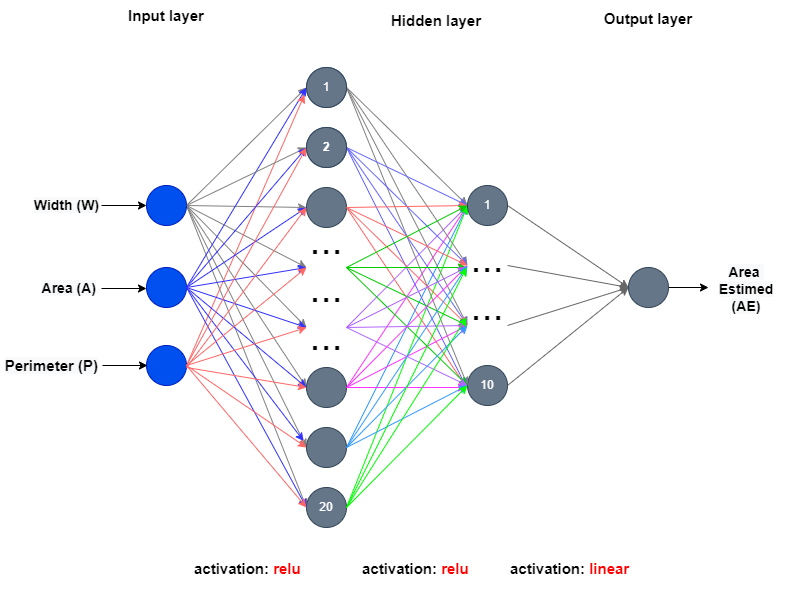 Input layer
Hidden layer
Output layer
1
2
...
...
...
20
1
...
...
10
Width (W)
Area (A)
Perimeter (P)
Area
Estimed
(AE)
activation: relu
activation: relu
activation: linear